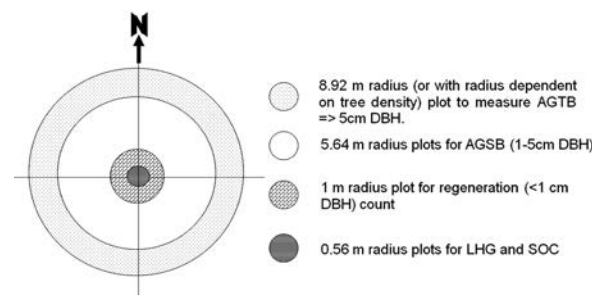 N
8.92 m radius (or with radius dependent
on tree density) plot to measure AGTB
=> 5cm DBH.
5.64 m radius plots for AGSB (1-5cm DBH)
1 m radius plot for regeneration (<1 cm
DBH) count
0.56 m radius plots for LHG and SOC